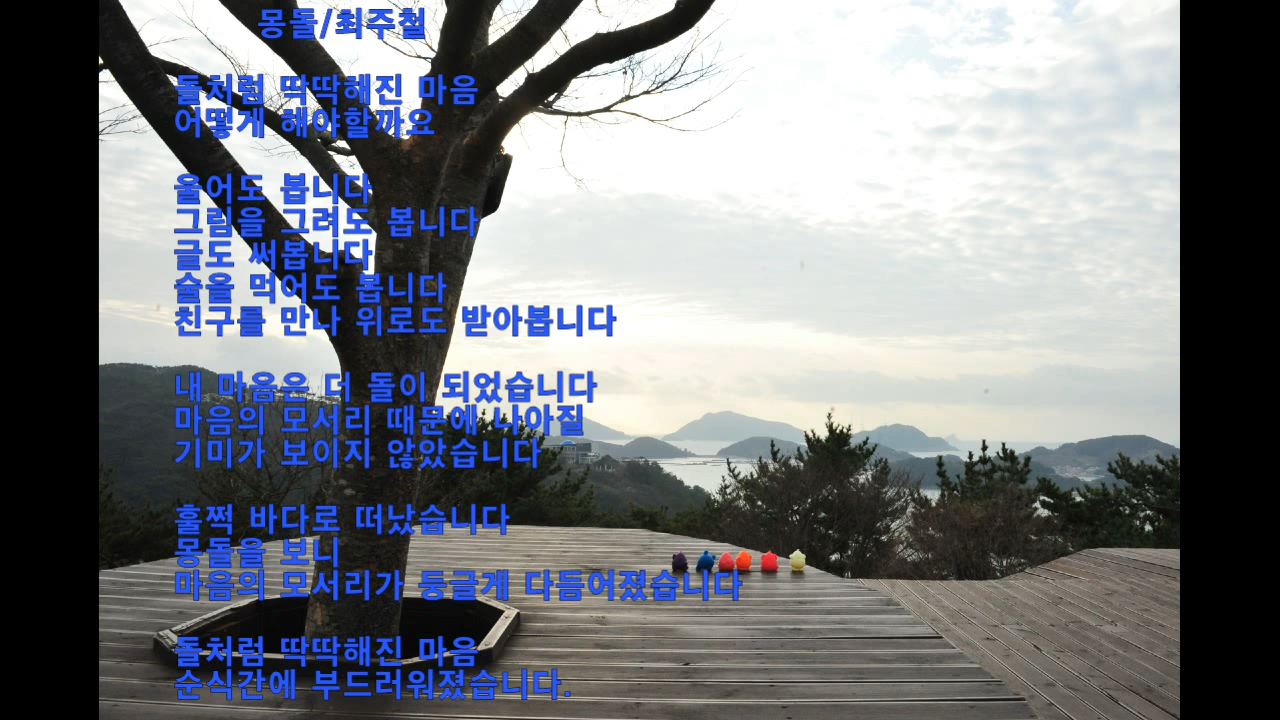 몽돌/최주철
돌처럼 딱딱해진 마음
어떻게 해야할까요
울어도 봅니다
그림을 그려도 봅니다
글도 써봅니다
술을 먹어도 봅니다
친구를 만나 위로도 받아봅니다
내 마음은 더 돌이 되었습니다
마음의 모서리 때문에 나아질
기미가 보이지 않았습니다
훌쩍 바다로 떠났습니다
몽돌을 보니
마음의 모서리가 둥글게 다듬어졌습니다
돌처럼 딱딱해진 마음
순식간에 부드러워졌습니다.